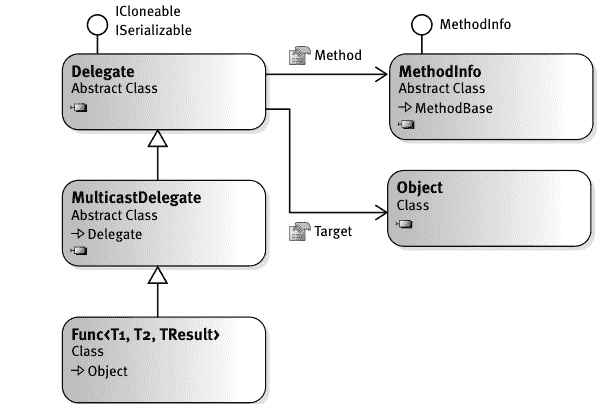 ICloneable
ISerializable
MethodInfo
Delegate
Abstract Class
Method
MethodInfo
Abstract Class
MethodBase
MulticastDelegate
Abstract Class
Delegate
Object
Class
Target
Func<T1, T2, TResult>
Class
Object